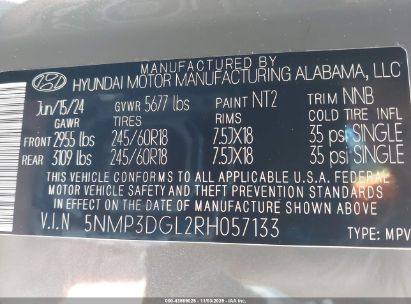 MANUFACTURED BY
HYUNDAI MOTOR MANUFACTURING ALABAMA, LLC
Jun/15/24 GVWR 5677 lbs PAINT NT2 TRIM NNB
GAWR TIRES RIMS COLD TIRE INFL
FRONT 2955 lbs 245/60R18 7.5JX18 35 psi SINGLE
REAR 3109 lbs 245/60R18 7.5JX18 35 psi SINGLE
THIS VEHICLE CONFORMS TO ALL APPLICABLE U.S.A FEDERAL
MOTOR VEHICLE SAFETY AND THEFT PREVENTION STANDARDS
IN EFFECT ON THE DATE OF MANUFACTURE SHOWN ABOVE.
V.I.N 5NMP3DGL2RH057133 TYPE: MPV